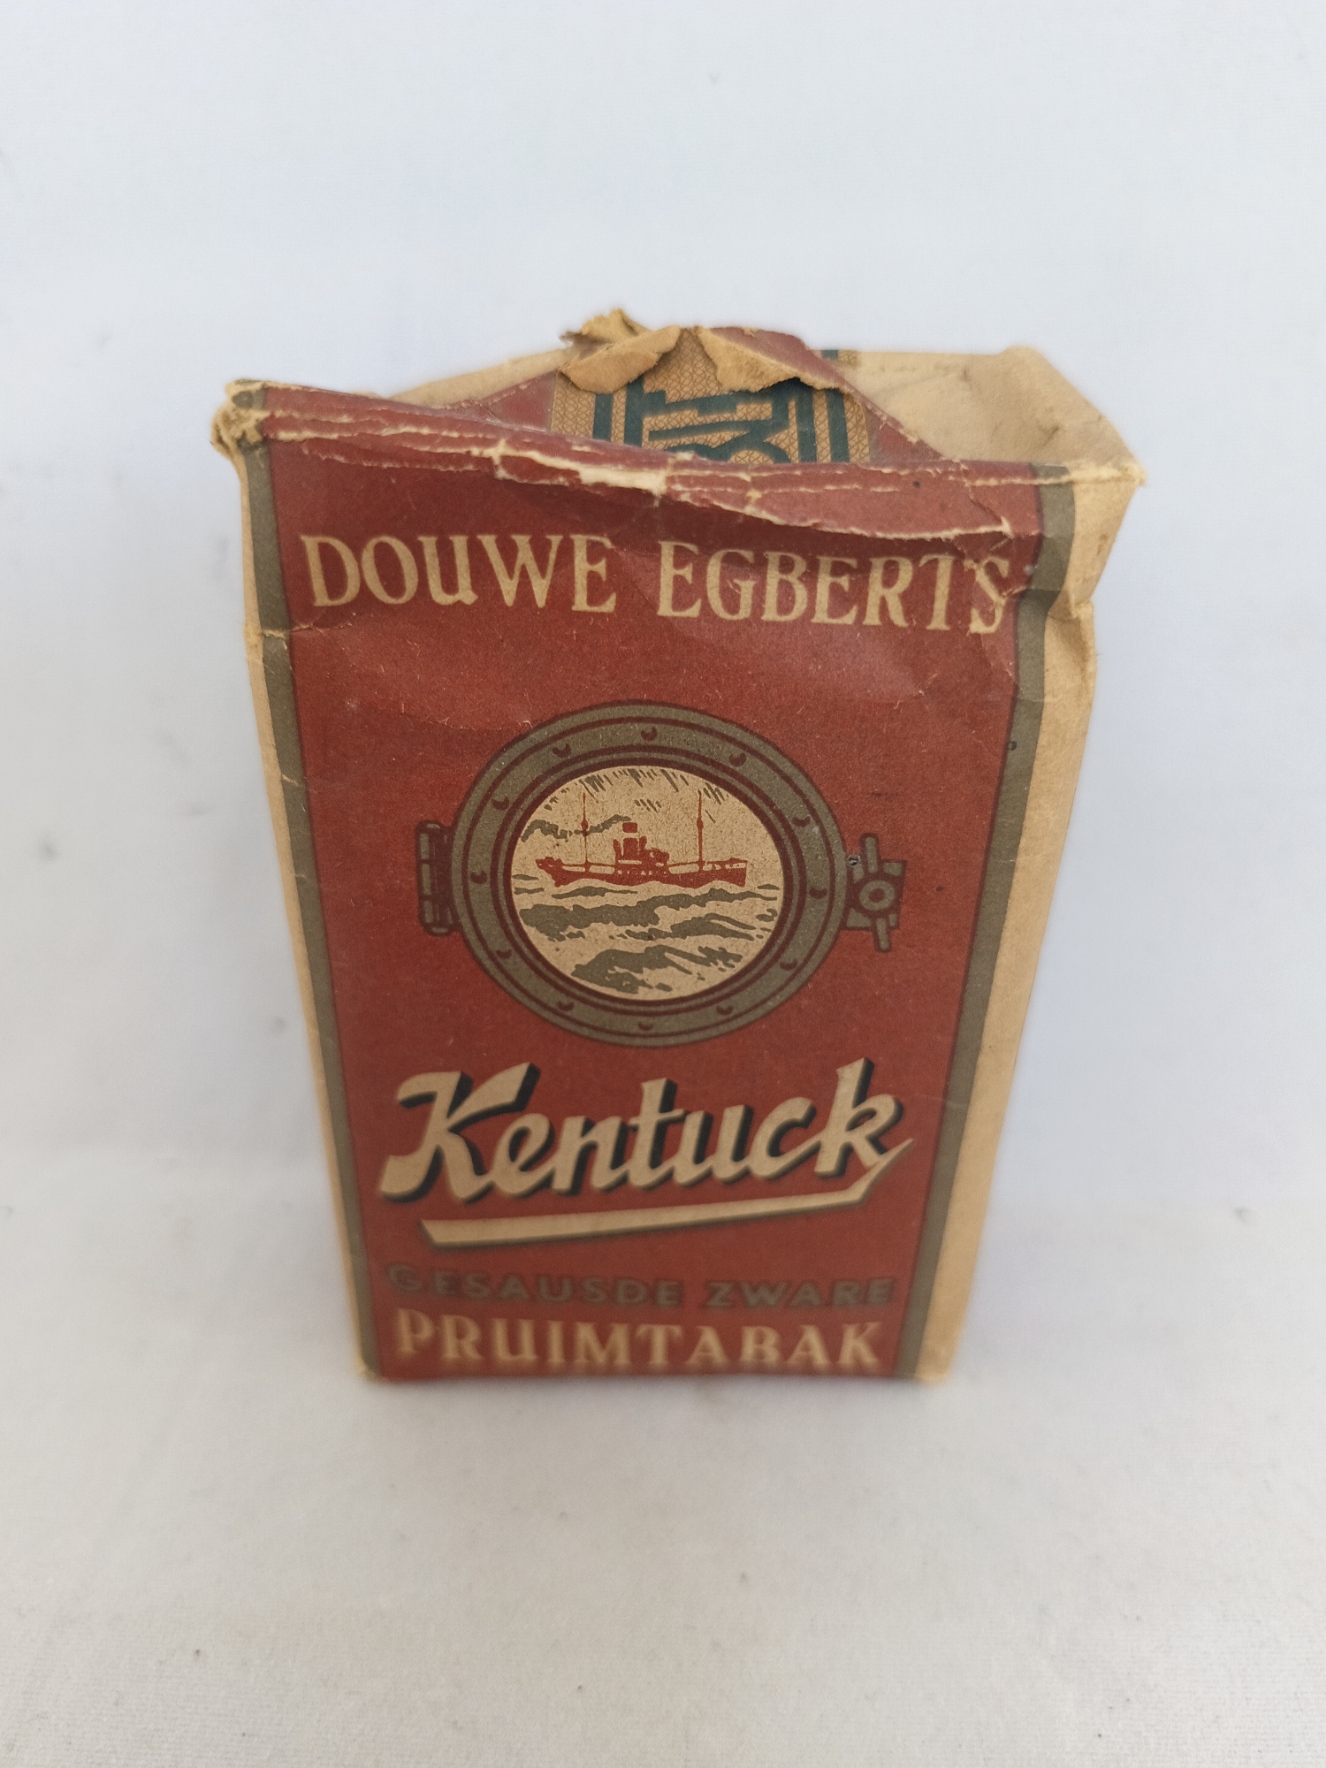 DOUWE EGBERTS
Kentuck
GESAUSDE ZWARE
PRUIMTABAK